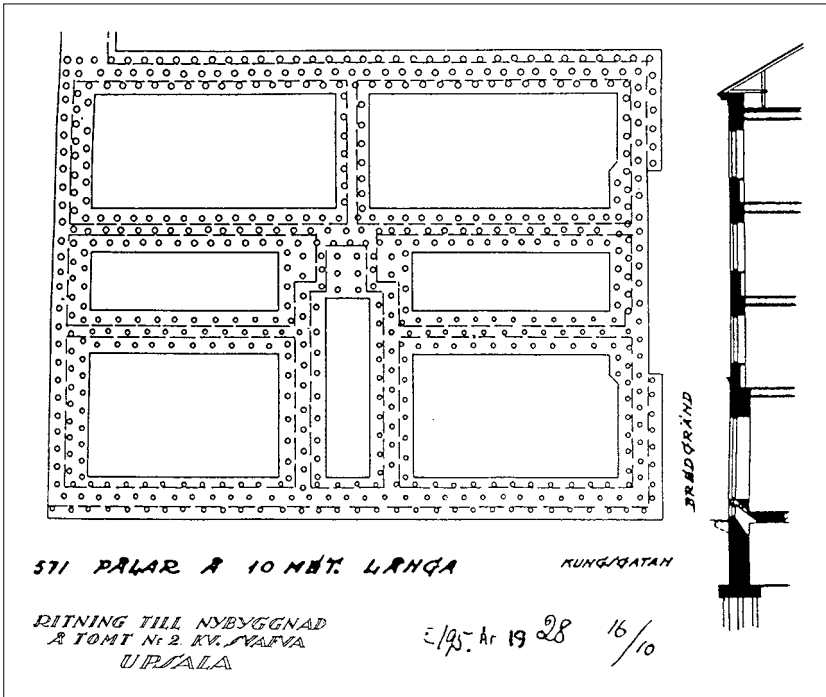 BREDGRÄND
571 PÅLAR Å 10 MET. LÅNGA
KUNGSGATAN
RITNING TILL NYBYGGNAD
Å TOMT Nr 2 KV. SVAFVA
UPSALA
År 19 28 16/10